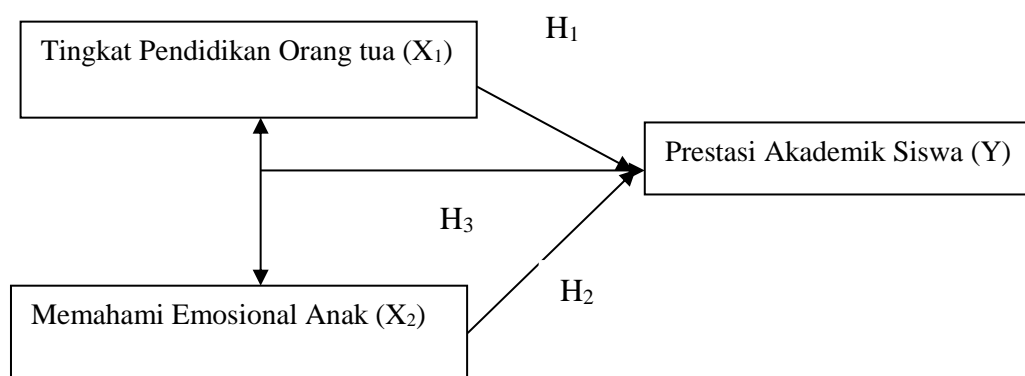 H₁
Tingkat Pendidikan Orang tua (X₁)
Prestasi Akademik Siswa (Y)
H₃
H₂
Memahami Emosional Anak (X₂)